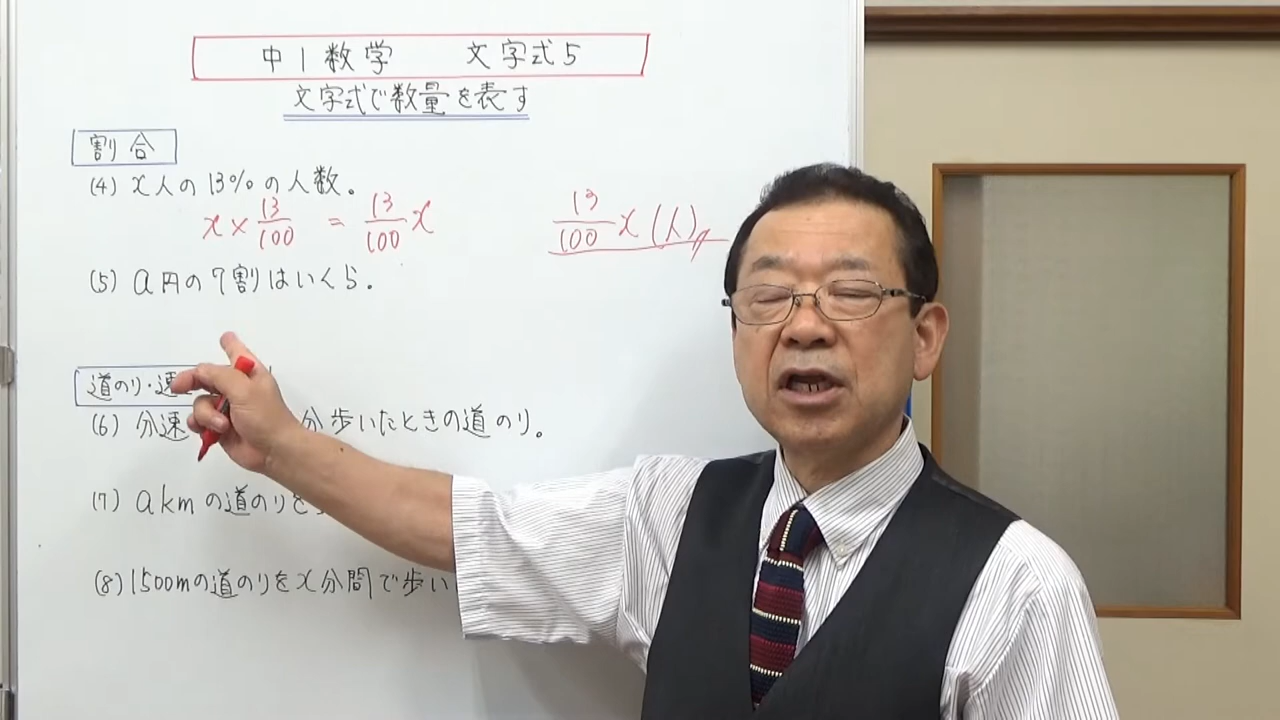 中1数学 文字式5
文字式で数量を表す
割合
(4) x人の13%の人数。
x × 13/100 = 13/100 x 13/100 x (人)
(5) a円の7割はいくら。
道のり・速
(6) 分速 分歩いたときの道のり。
(7) a km の道のりを
(8) 1500mの道のりをx分間で歩い